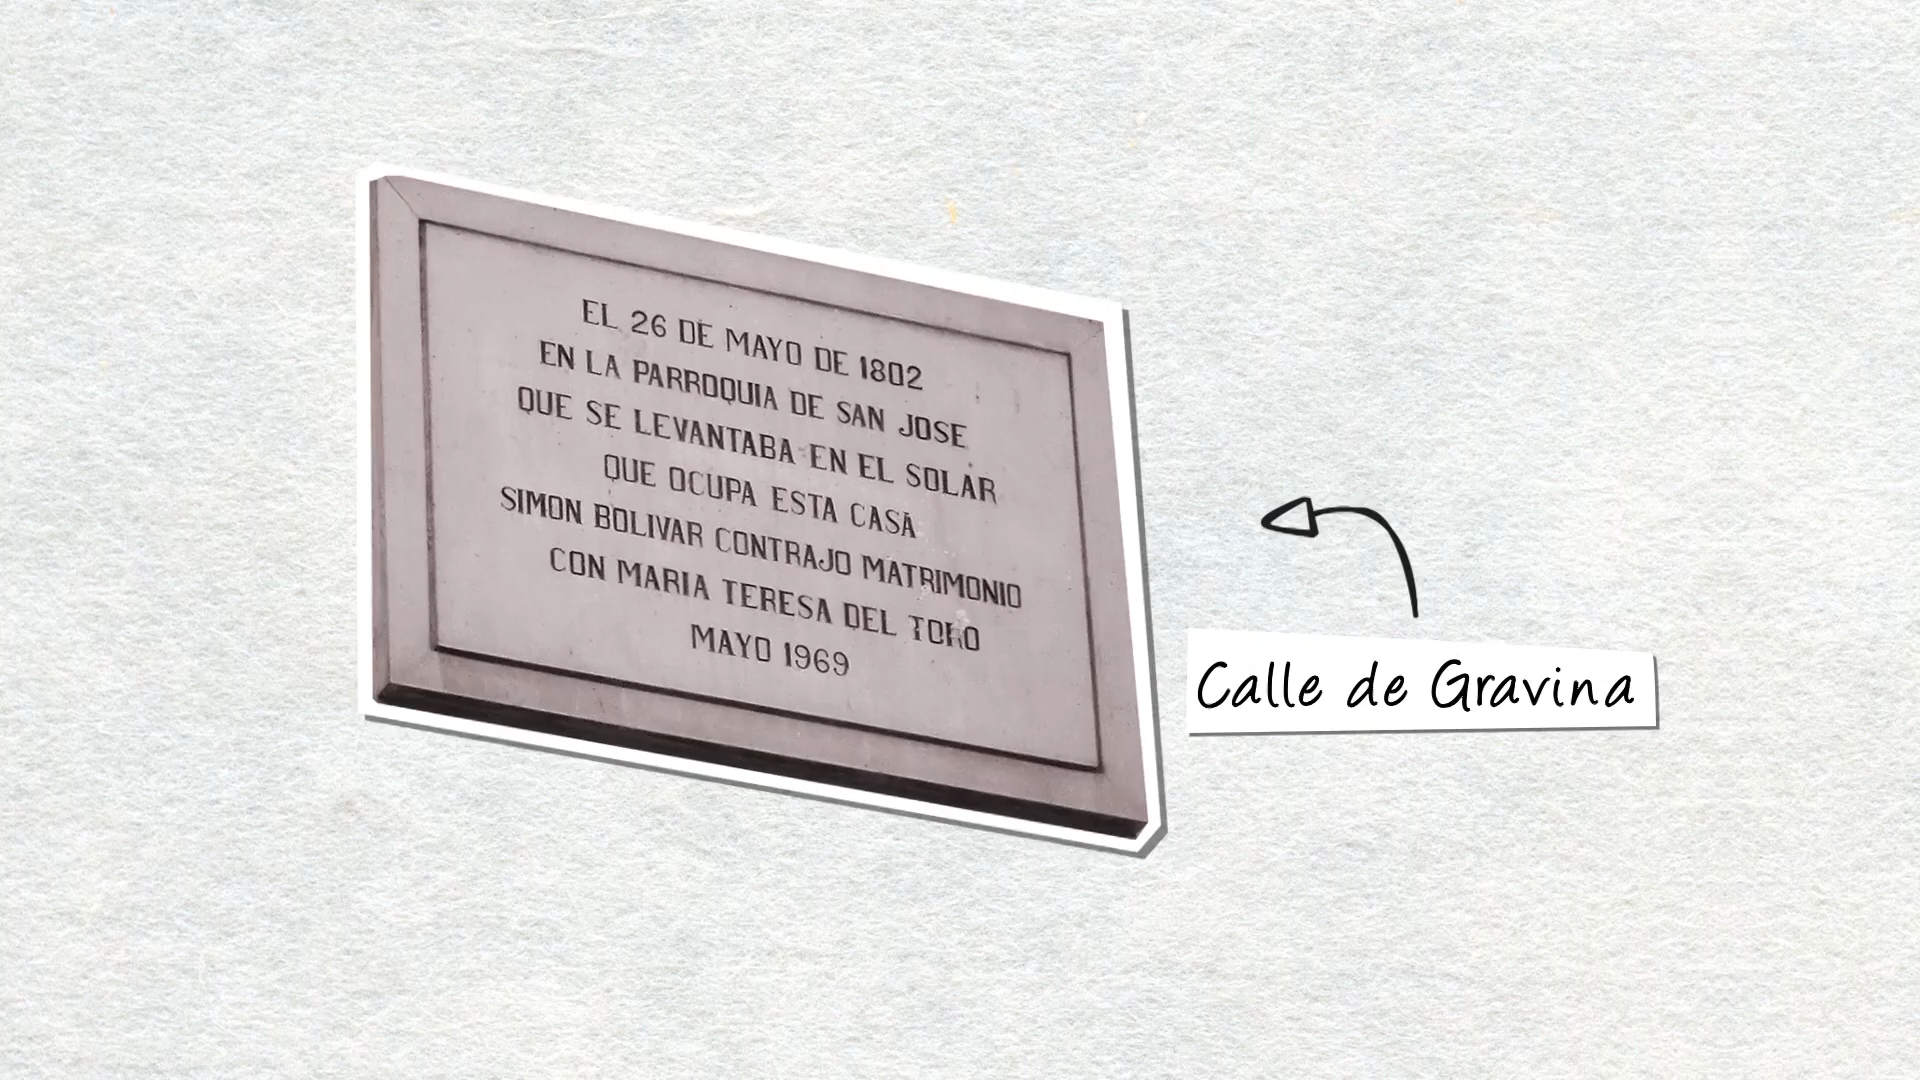 EL 26 DE MAYO DE 1802
EN LA PARROQUIA DE SAN JOSE
QUE SE LEVANTABA EN EL SOLAR
QUE OCUPA ESTA CASA
SIMON BOLIVAR CONTRAJO MATRIMONIO
CON MARIA TERESA DEL TORO
MAYO 1969
Calle de Gravina